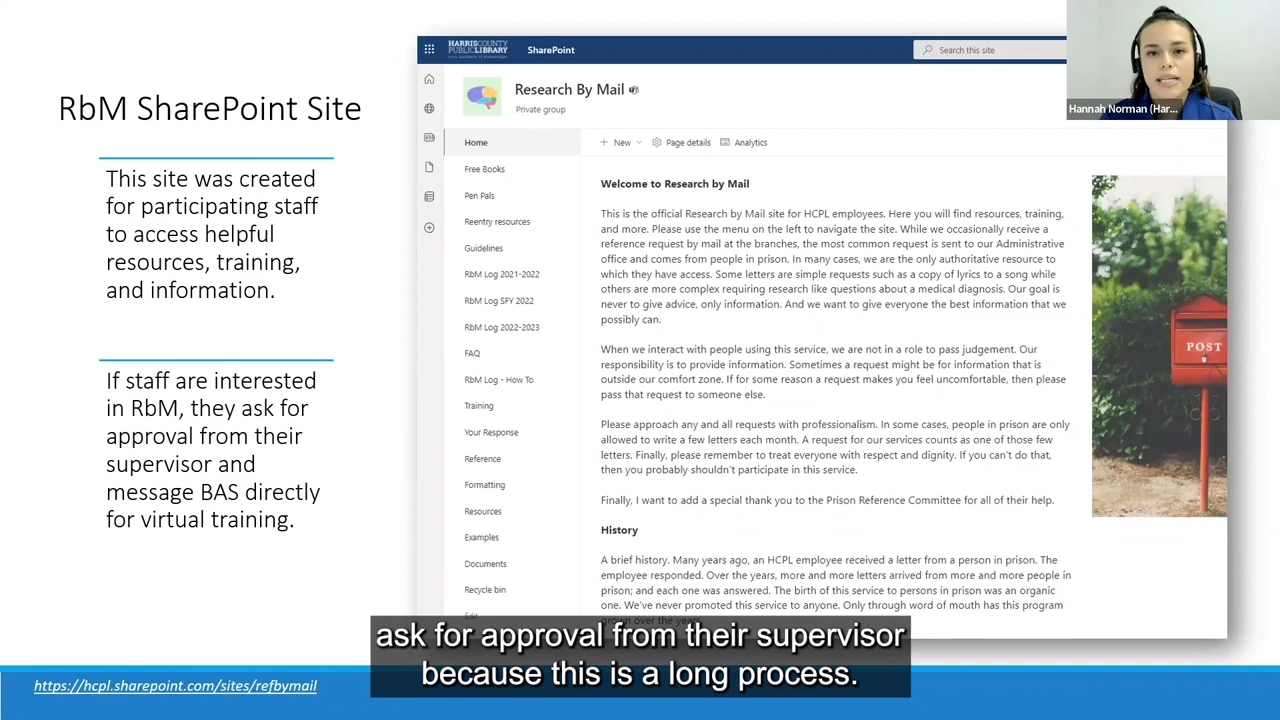 RbM SharePoint Site
This site was created
for participating staff
to access helpful
resources, training,
and information.
If staff are interested
in RbM, they ask for
approval from their
supervisor and
message BAS directly
for virtual training.
https://hcpl.sharepoint.com/sites/refbymail
HARRIS COUNTY
PUBLIC LIBRARY
SharePoint
Search this site
Research By Mail
Private group
Home
Free Books
Pen Pals
Reentry resources
Guidelines
RbM Log 2021-2022
RbM Log SFY 2022
RbM Log 2022-2023
FAQ
RbM Log - How To
Training
Your Response
Reference
Formatting
Resources
Examples
Documents
Recycle bin
Edit
New
Page details
Analytics
Welcome to Research by Mail
This is the official Research by Mail site for HCPL employees. Here you will find resources, training,
and more. Please use the menu on the left to navigate the site. While we occasionally receive a
reference request by mail at the branches, the most common request is sent to our Administrative
office and comes from people in prison. In many cases, we are the only authoritative resource to
which they have access. Some letters are simple requests such as a copy of lyrics to a song while
others are more complex requiring research like questions about a medical diagnosis. Our goal is
never to give advice, only information. And we want to give everyone the best information that we
possibly can.
When we interact with people using this service, we are not in a role to pass judgement. Our
responsibility is to provide information. Sometimes a request might be for information that is
outside our comfort zone. If for some reason a request makes you feel uncomfortable, then please
pass that request to someone else.
Please approach any and all requests with professionalism. In some cases, people in prison are only
allowed to write a few letters each month. A request for our services counts as one of those few
letters. Finally, please remember to treat everyone with respect and dignity. If you can't do that,
then you probably shouldn't participate in this service.
Finally, I want to add a special thank you to the Prison Reference Committee for all of their help.
History
A brief history. Many years ago, an HCPL employee received a letter from a person in prison. The
employee responded. Over the years, more and more letters arrived from more and more people in
prison; and each one was answered. The birth of this service to persons in prison was an organic
one. We've never promoted this service to anyone. Only through word of mouth has this program
grown over the years.
POST
Hannah Norman (Har...
ask for approval from their supervisor
because this is a long process.